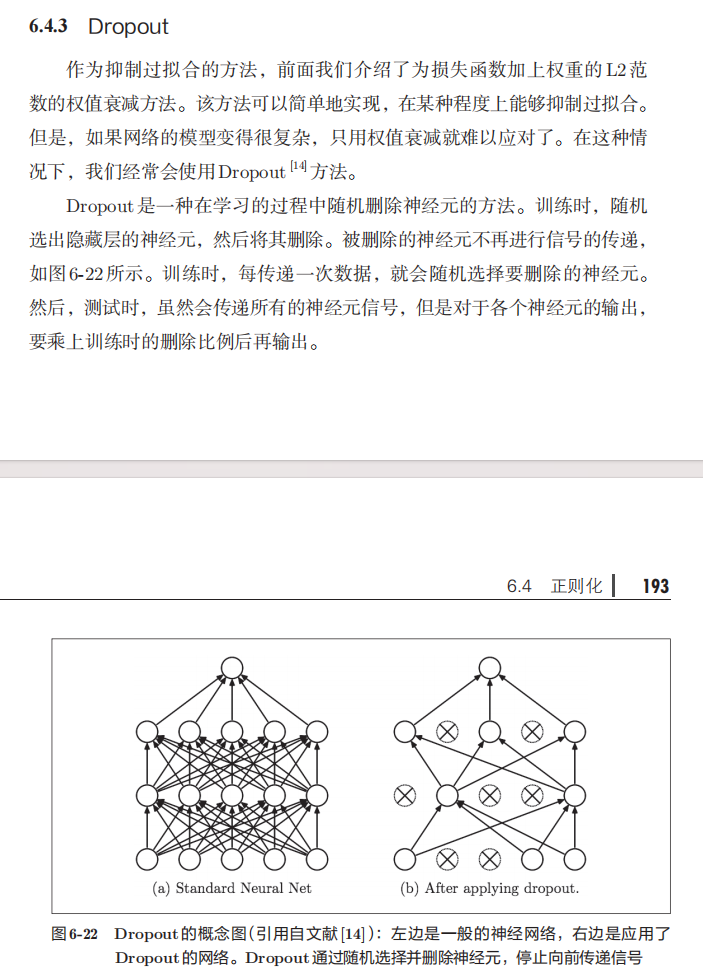 6.4.3 Dropout
作为抑制过拟合的方法，前面我们介绍了为损失函数加上权重的L2范
数的权值衰减方法。该方法可以简单地实现，在某种程度上能够抑制过拟合。
但是，如果网络的模型变得很复杂，只用权值衰减就难以应对了。在这种情
况下，我们经常会使用Dropout [14]方法。
Dropout是一种在学习的过程中随机删除神经元的方法。训练时，随机
选出隐藏层的神经元，然后将其删除。被删除的神经元不再进行信号的传递，
如图6-22所示。训练时，每传递一次数据，就会随机选择要删除的神经元。
然后，测试时，虽然会传递所有的神经元信号，但是对于各个神经元的输出，
要乘上训练时的删除比例后再输出。
6.4 正则化 193
(a) Standard Neural Net
(b) After applying dropout.
图6-22 Dropout的概念图（引用自文献[14]）：左边是一般的神经网络，右边是应用了
Dropout的网络。Dropout通过随机选择并删除神经元，停止向前传递信号